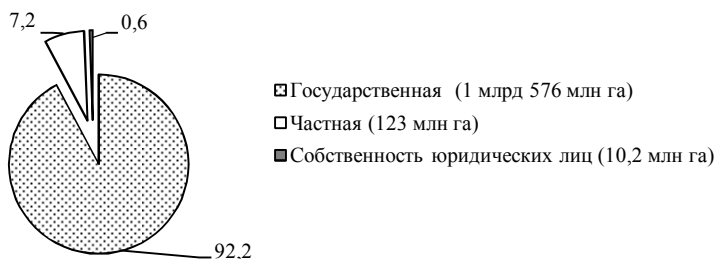 7,2
0,6
Государственная (1 млрд 576 млн га)
Частная (123 млн га)
Собственность юридических лиц (10,2 млн га)
92,2